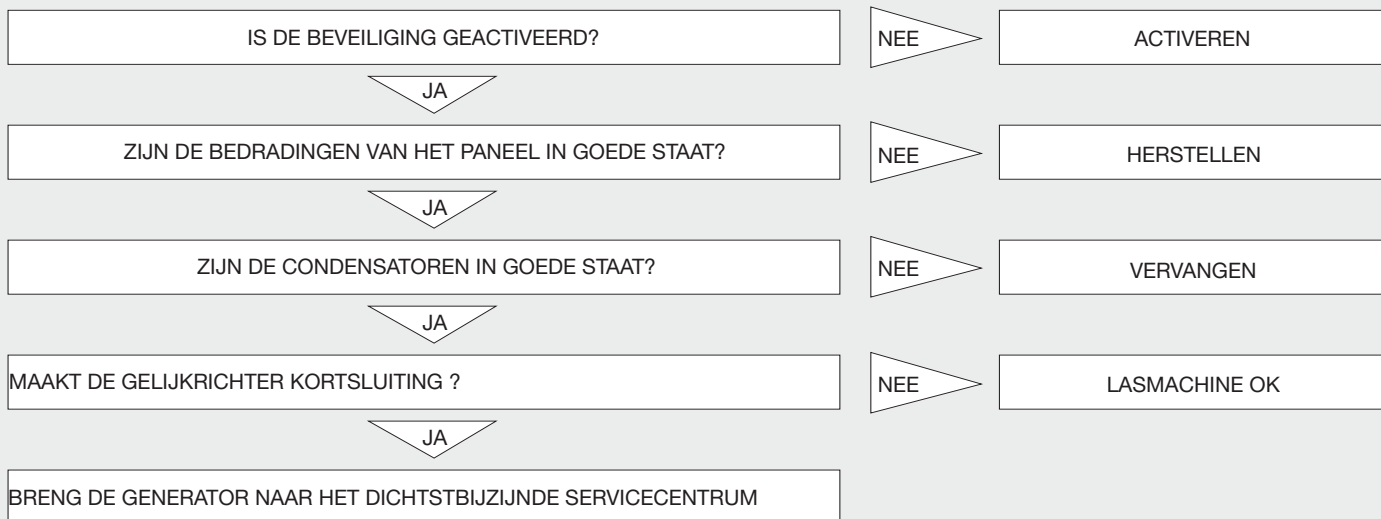 IS DE BEVEILIGING GEACTIVEERD?
NEE
ACTIVEREN
JA
ZIJN DE BEDRADINGEN VAN HET PANEEL IN GOEDE STAAT?
NEE
HERSTELLEN
JA
ZIJN DE CONDENSATOREN IN GOEDE STAAT?
NEE
VERVANGEN
JA
MAAKT DE GELIJKRICHTER KORTSLUITING ?
NEE
LASMACHINE OK
JA
BRENG DE GENERATOR NAAR HET DICHTSTBIJZIJNDE SERVICECENTRUM